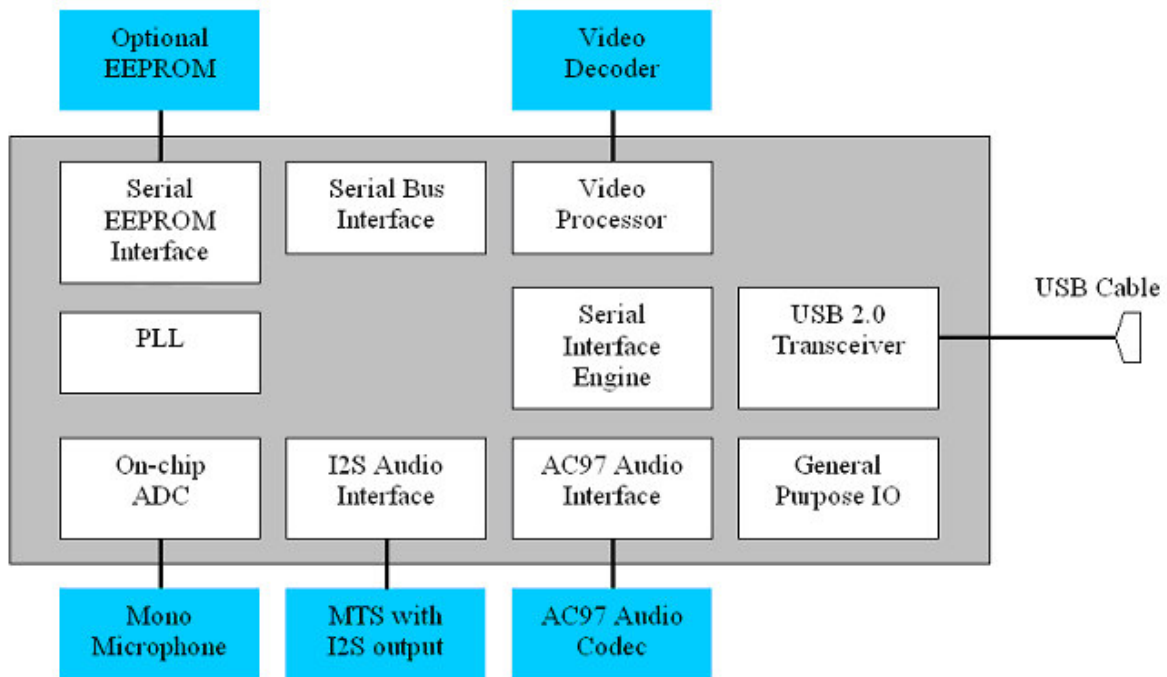 Optional
EEPROM
Video
Decoder
Serial
EEPROM
Interface
Serial Bus
Interface
Video
Processor
USB Cable
PLL
Serial
Interface
Engine
USB 2.0
Transceiver
On-chip
ADC
I2S Audio
Interface
AC97 Audio
Interface
General
Purpose IO
Mono
Microphone
MTS with
I2S output
AC97 Audio
Codec